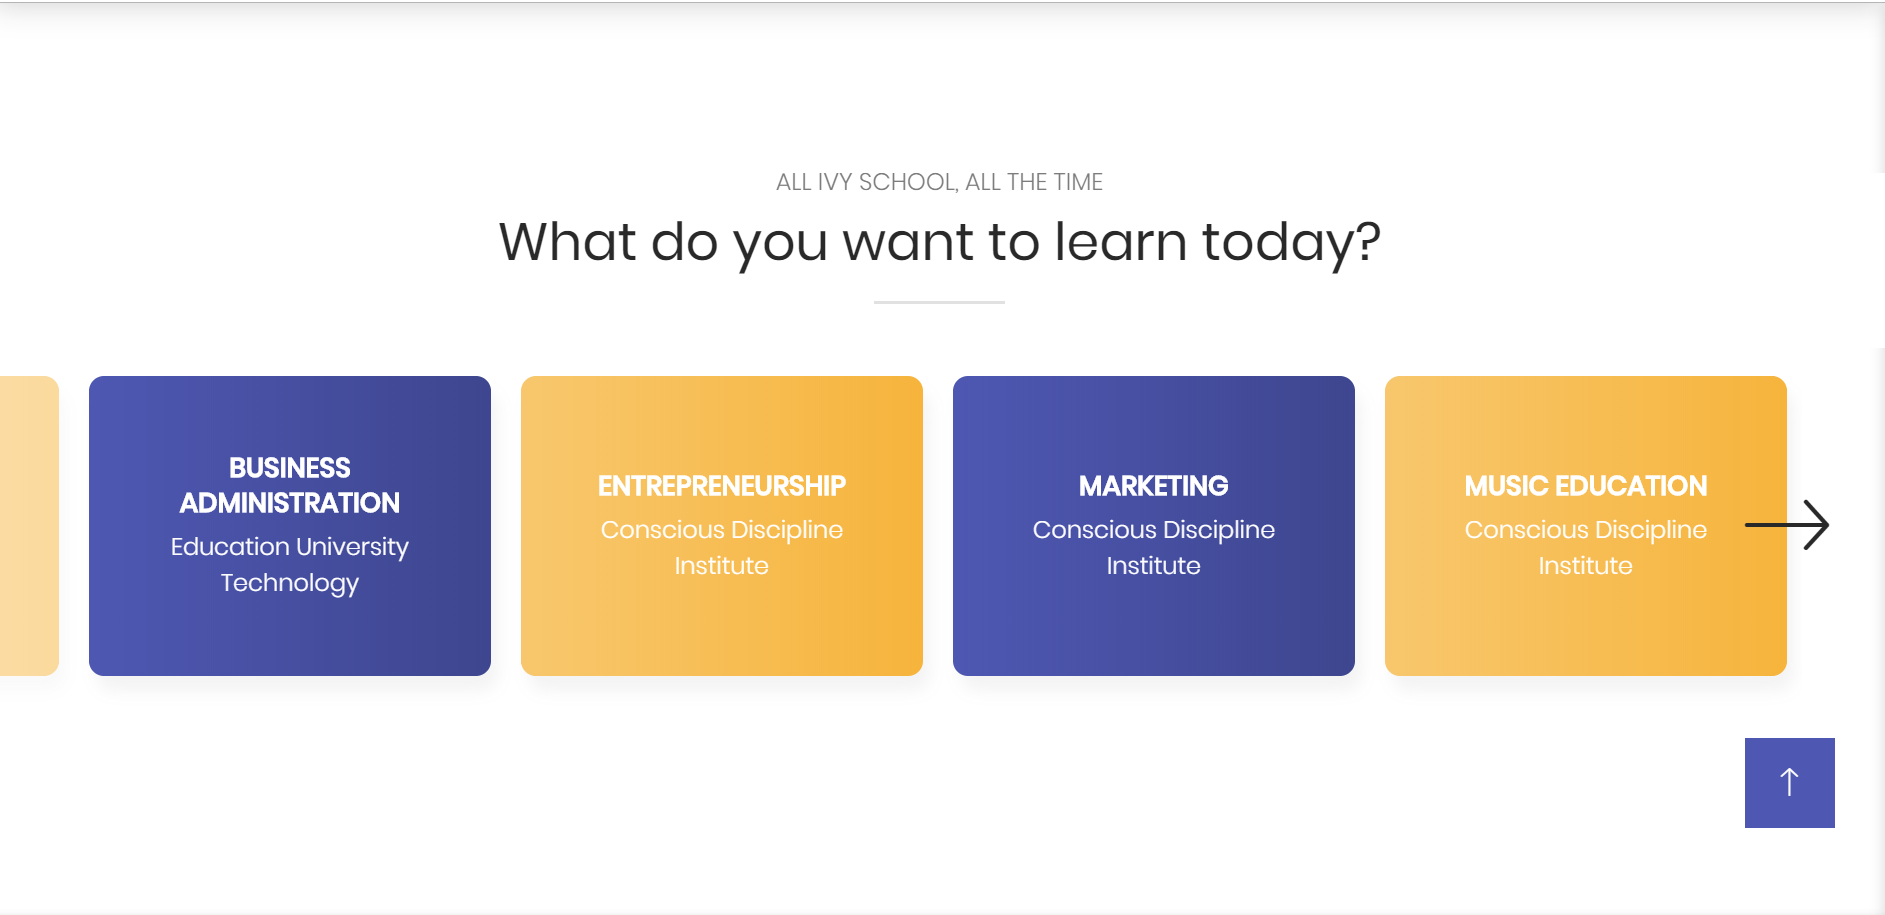 ALL IVY SCHOOL, ALL THE TIME
What do you want to learn today?
BUSINESS
ADMINISTRATION
Education University
Technology
ENTREPRENEURSHIP
Conscious Discipline
Institute
MARKETING
Conscious Discipline
Institute
MUSIC EDUCATION
Conscious Discipline
Institute